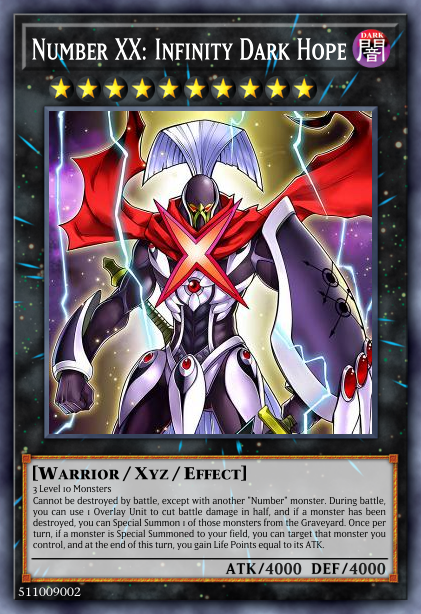 Number XX: Infinity Dark Hope
DARK
闇
[Warrior / Xyz / Effect]
3 Level 10 Monsters
Cannot be destroyed by battle, except with another "Number" monster. During battle,
you can use 1 Overlay Unit to cut battle damage in half, and if a monster has been
destroyed, you can Special Summon 1 of those monsters from the Graveyard. Once per
turn, if a monster is Special Summoned to your field, you can target that monster you
control, and at the end of this turn, you gain Life Points equal to its ATK.
ATK/4000 DEF/4000
511009002